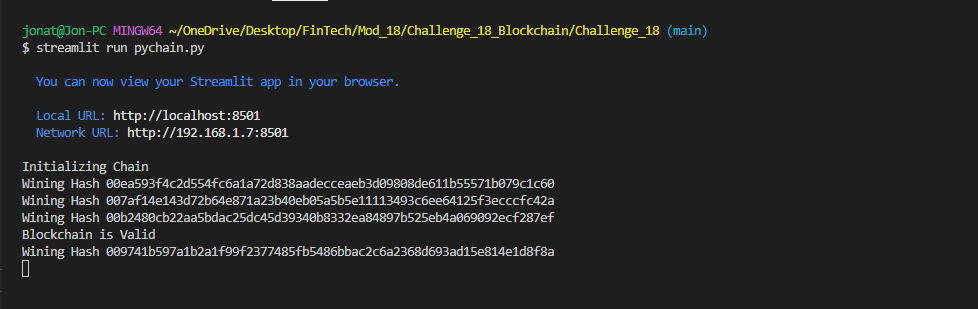 jonat@Jon-PC MINGW64 ~/OneDrive/Desktop/FinTech/Mod_18/Challenge_18_Blockchain/Challenge_18 (main)
$ streamlit run pychain.py
You can now view your Streamlit app in your browser.
Local URL: http://localhost:8501
Network URL: http://192.168.1.7:8501
Initializing Chain
Wining Hash 00ea593f4c2d554fc6a1a72d838aadecceaeb3d09808de611b55571b079c1c60
Wining Hash 007af14e143d72b64e871a23b40eb05a5b5e11113493c6ee64125f3ecccfc42a
Wining Hash 00b2480cb22aa5bdac25dc45d39340b8332ea84897b525eb4a069092ecf287ef
Blockchain is Valid
Wining Hash 009741b597a1b2a1f99f2377485fb5486bbac2c6a2368d693ad15e814e1d8f8a